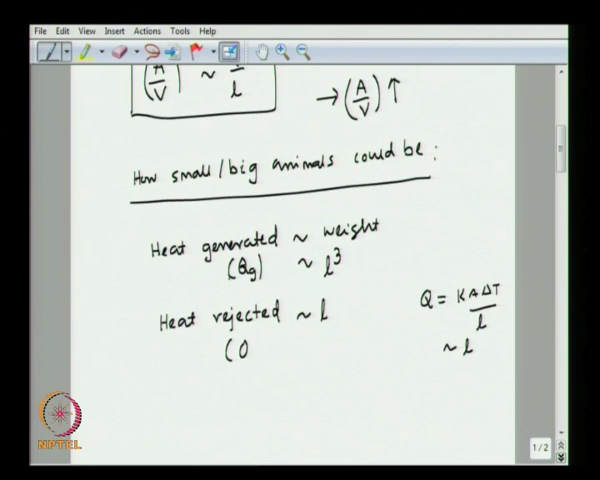 File Edit View Insert Actions Tools Help
(A/V) ~ 1/l
→ (A/V) ↑
How small/big animals could be:
Heat generated ~ weight
(Qg) ~ l³
Heat rejected ~ l
(Q
Q = KAΔT/l
~ l
NPTEL
1/2